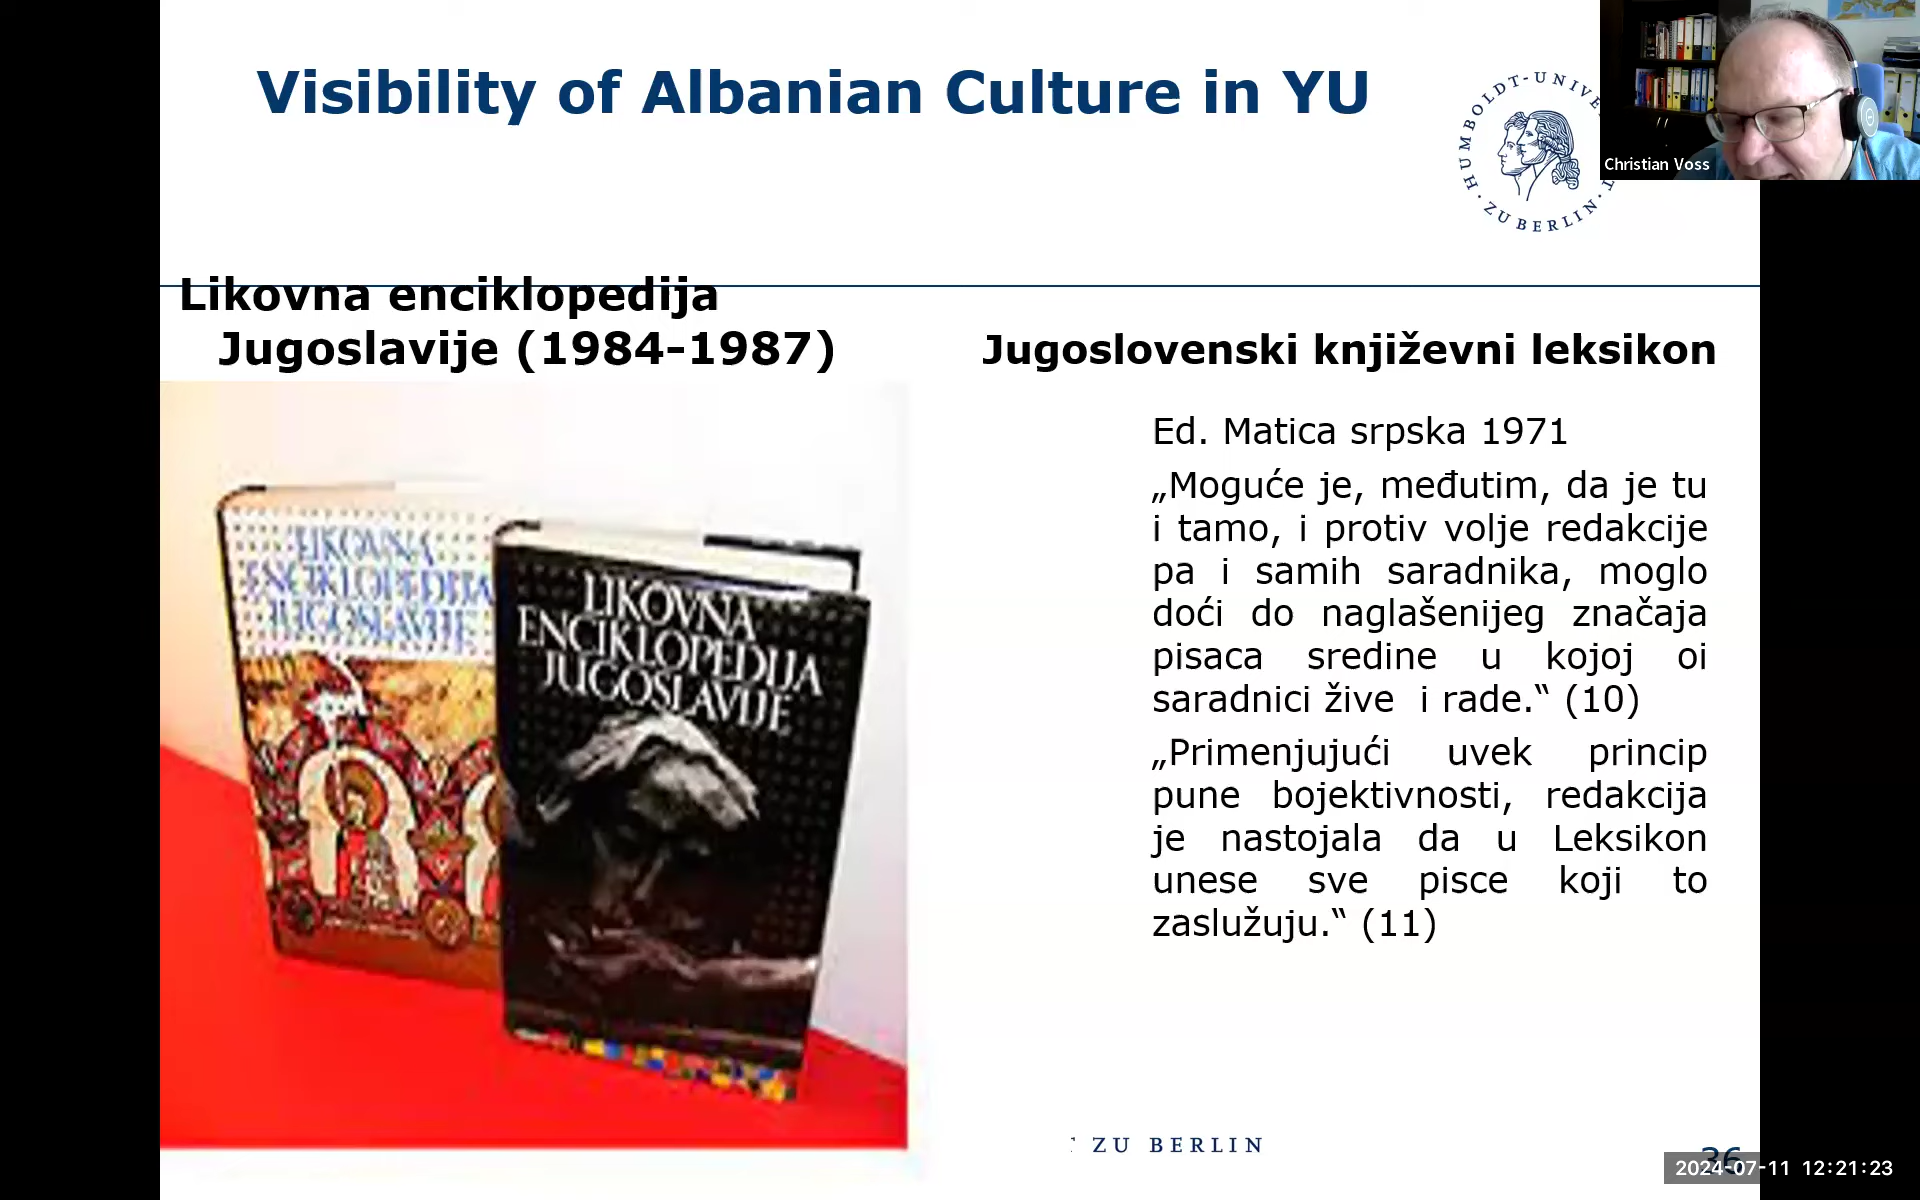 Visibility of Albanian Culture in YU
HUMBOLDT-UNIVE
ZU BERLIN
Christian Voss
Likovna enciklopedija
Jugoslavije (1984-1987)
Jugoslovenski književni leksikon
LIKOVNA
ENCIKLOPEDIJA
JUGOSLAVIJE
LIKOVNA
ENCIKLOPEDIJA
JUGOSLAVIJE
Ed. Matica srpska 1971
„Moguće je, međutim, da je tu
i tamo, i protiv volje redakcije
pa i samih saradnika, moglo
doći do naglašenijeg značaja
pisaca sredine u kojoj oi
saradnici žive i rade.“ (10)
„Primenjujući uvek princip
pune bojektivnosti, redakcija
je nastojala da u Leksikon
unese sve pisce koji to
zaslužuju.“ (11)
ZU BERLIN
36
2024-07-11 12:21:23